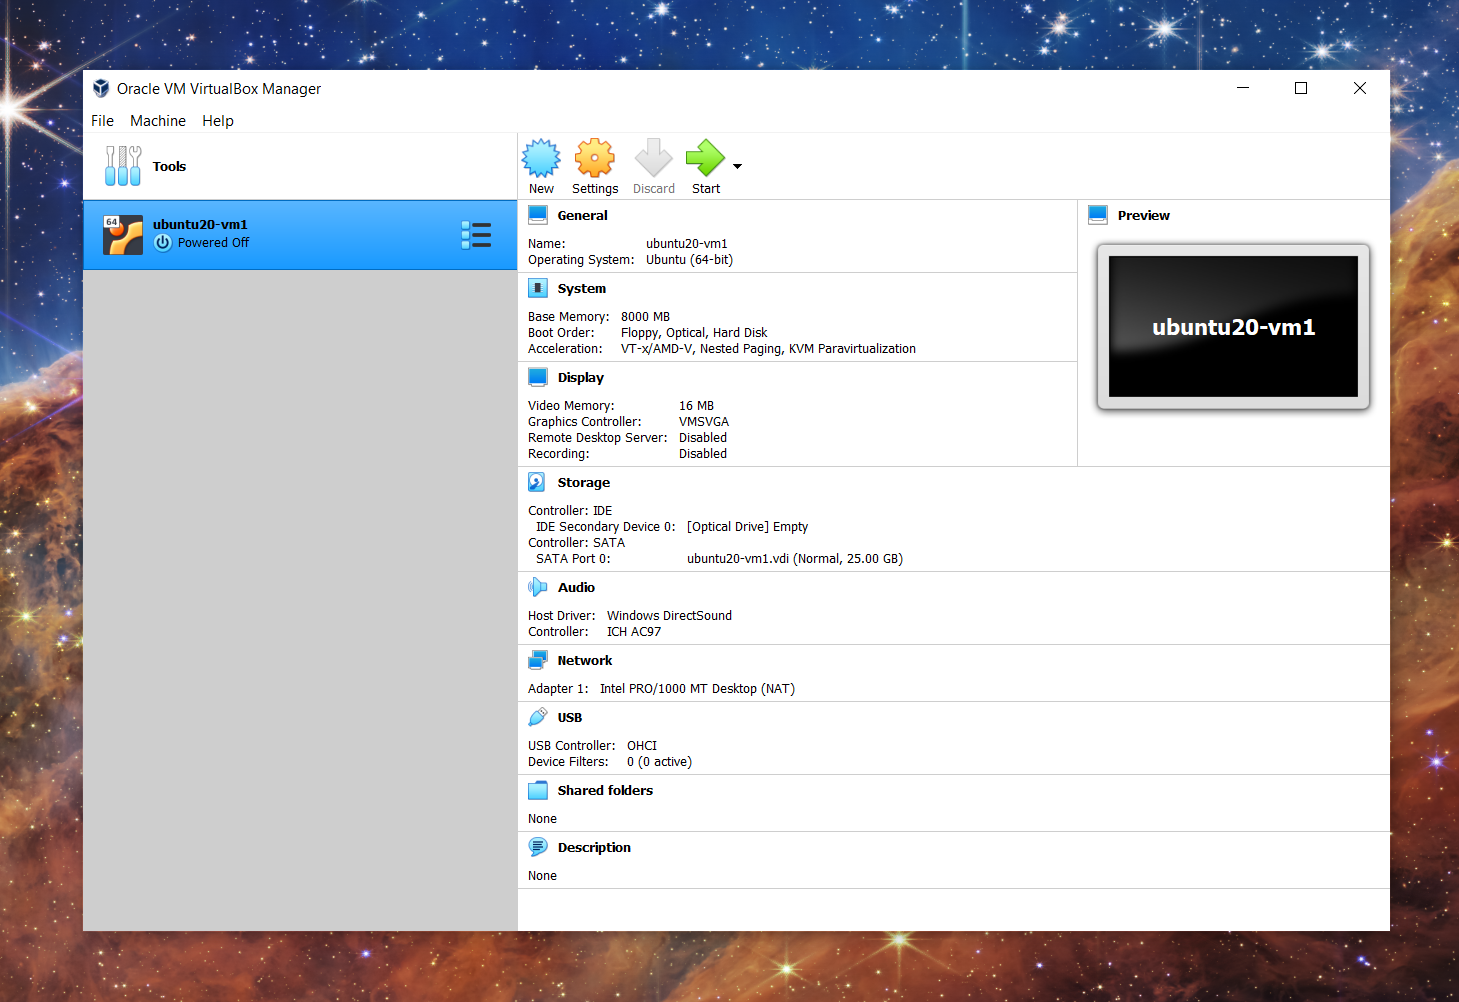 Oracle VM VirtualBox Manager
File Machine Help
Tools
New Settings Discard Start
64
ubuntu20-vm1
Powered Off
General
Name: ubuntu20-vm1
Operating System: Ubuntu (64-bit)
System
Base Memory: 8000 MB
Boot Order: Floppy, Optical, Hard Disk
Acceleration: VT-x/AMD-V, Nested Paging, KVM Paravirtualization
Display
Video Memory: 16 MB
Graphics Controller: VMSVGA
Remote Desktop Server: Disabled
Recording: Disabled
Preview
ubuntu20-vm1
Storage
Controller: IDE
IDE Secondary Device 0: [Optical Drive] Empty
Controller: SATA
SATA Port 0: ubuntu20-vm1.vdi (Normal, 25.00 GB)
Audio
Host Driver: Windows DirectSound
Controller: ICH AC97
Network
Adapter 1: Intel PRO/1000 MT Desktop (NAT)
USB
USB Controller: OHCI
Device Filters: 0 (0 active)
Shared folders
None
Description
None